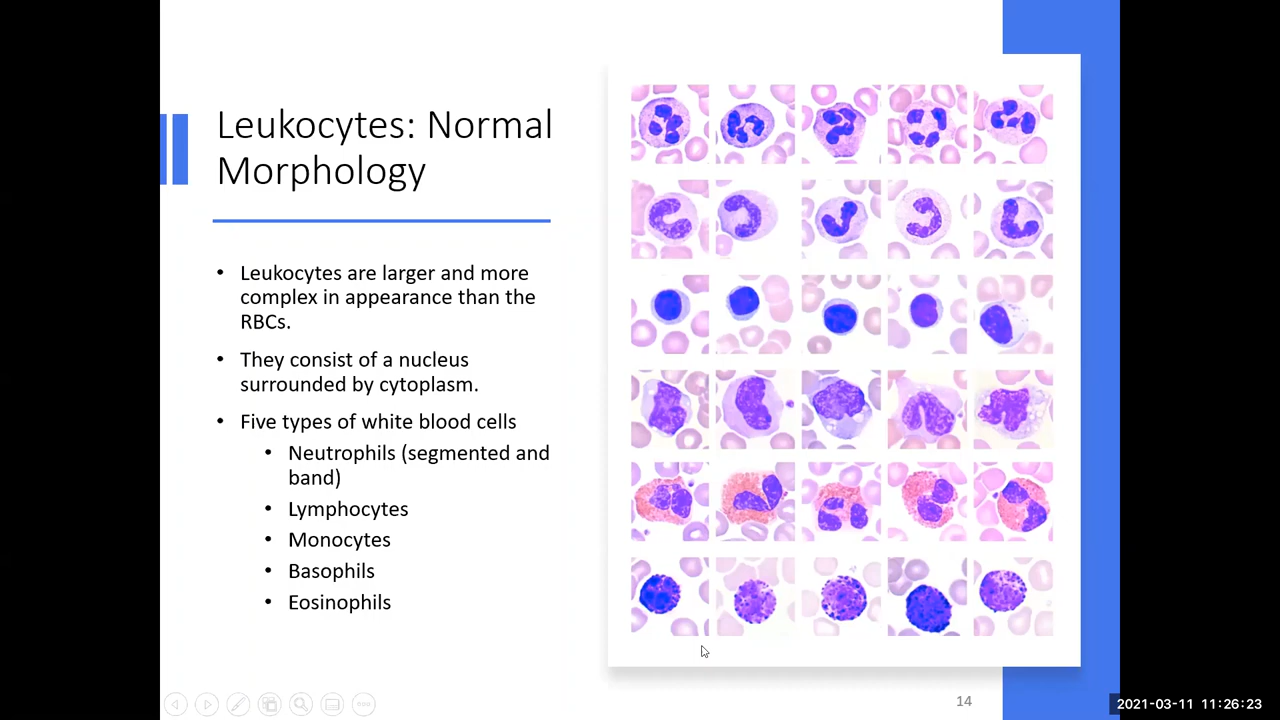 Leukocytes: Normal
Morphology
• Leukocytes are larger and more
complex in appearance than the
RBCs.
• They consist of a nucleus
surrounded by cytoplasm.
• Five types of white blood cells
• Neutrophils (segmented and
band)
• Lymphocytes
• Monocytes
• Basophils
• Eosinophils
14
2021-03-11 11:26:23